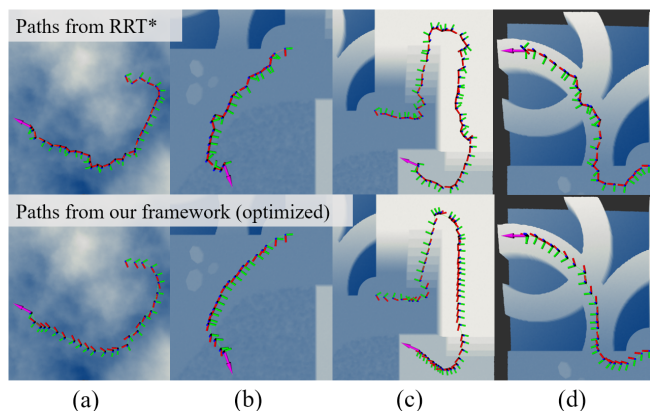 Paths from RRT*
Paths from our framework (optimized)
(a) (b) (c) (d)